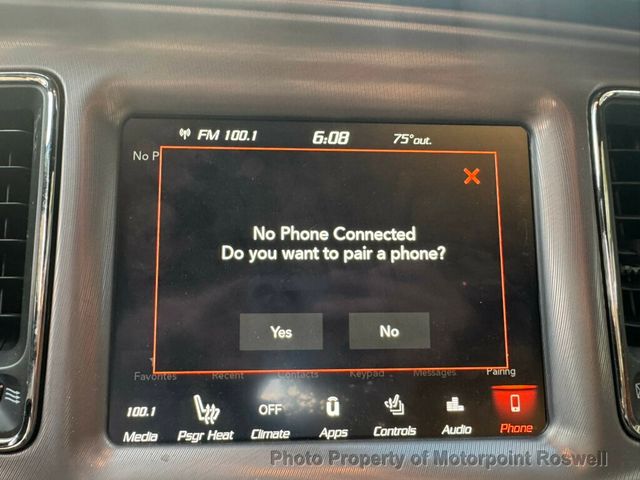 FM 100.1 6:08 75°out.
No P
No Phone Connected
Do you want to pair a phone?
Yes No
Favorites Recent Contacts Keypad Messages Pairing
100.1 OFF
Media Psgr Heat Climate Apps Controls Audio Phone
Photo Property of Motorpoint Roswell